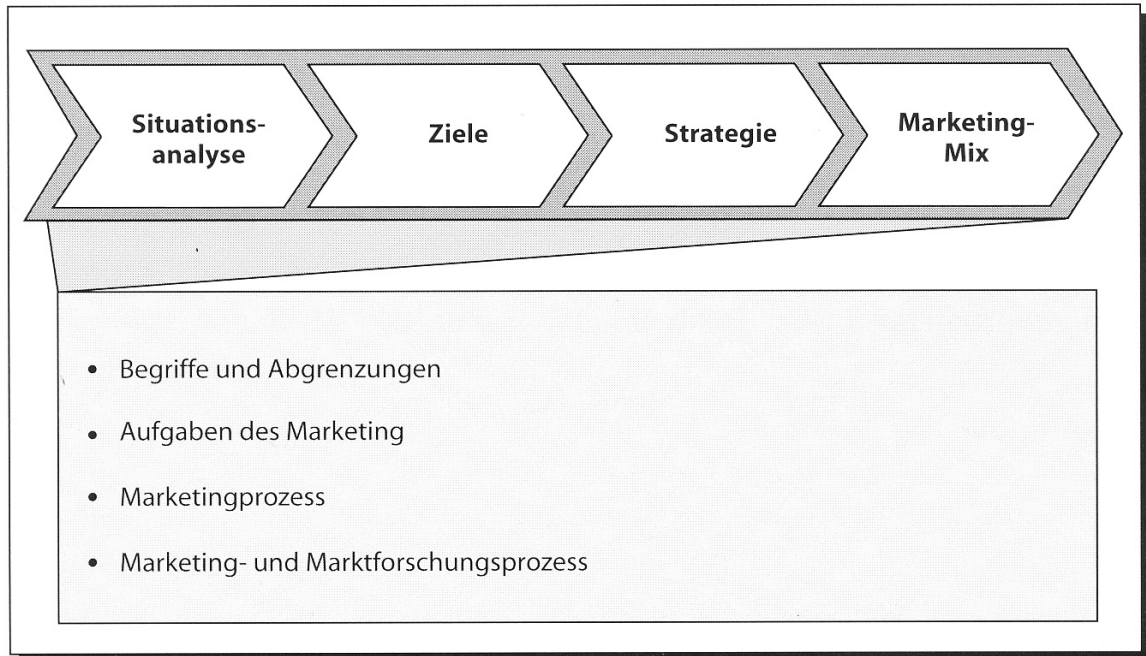 Situations-
analyse
Ziele
Strategie
Marketing-
Mix
• Begriffe und Abgrenzungen
• Aufgaben des Marketing
• Marketingprozess
• Marketing- und Marktforschungsprozess